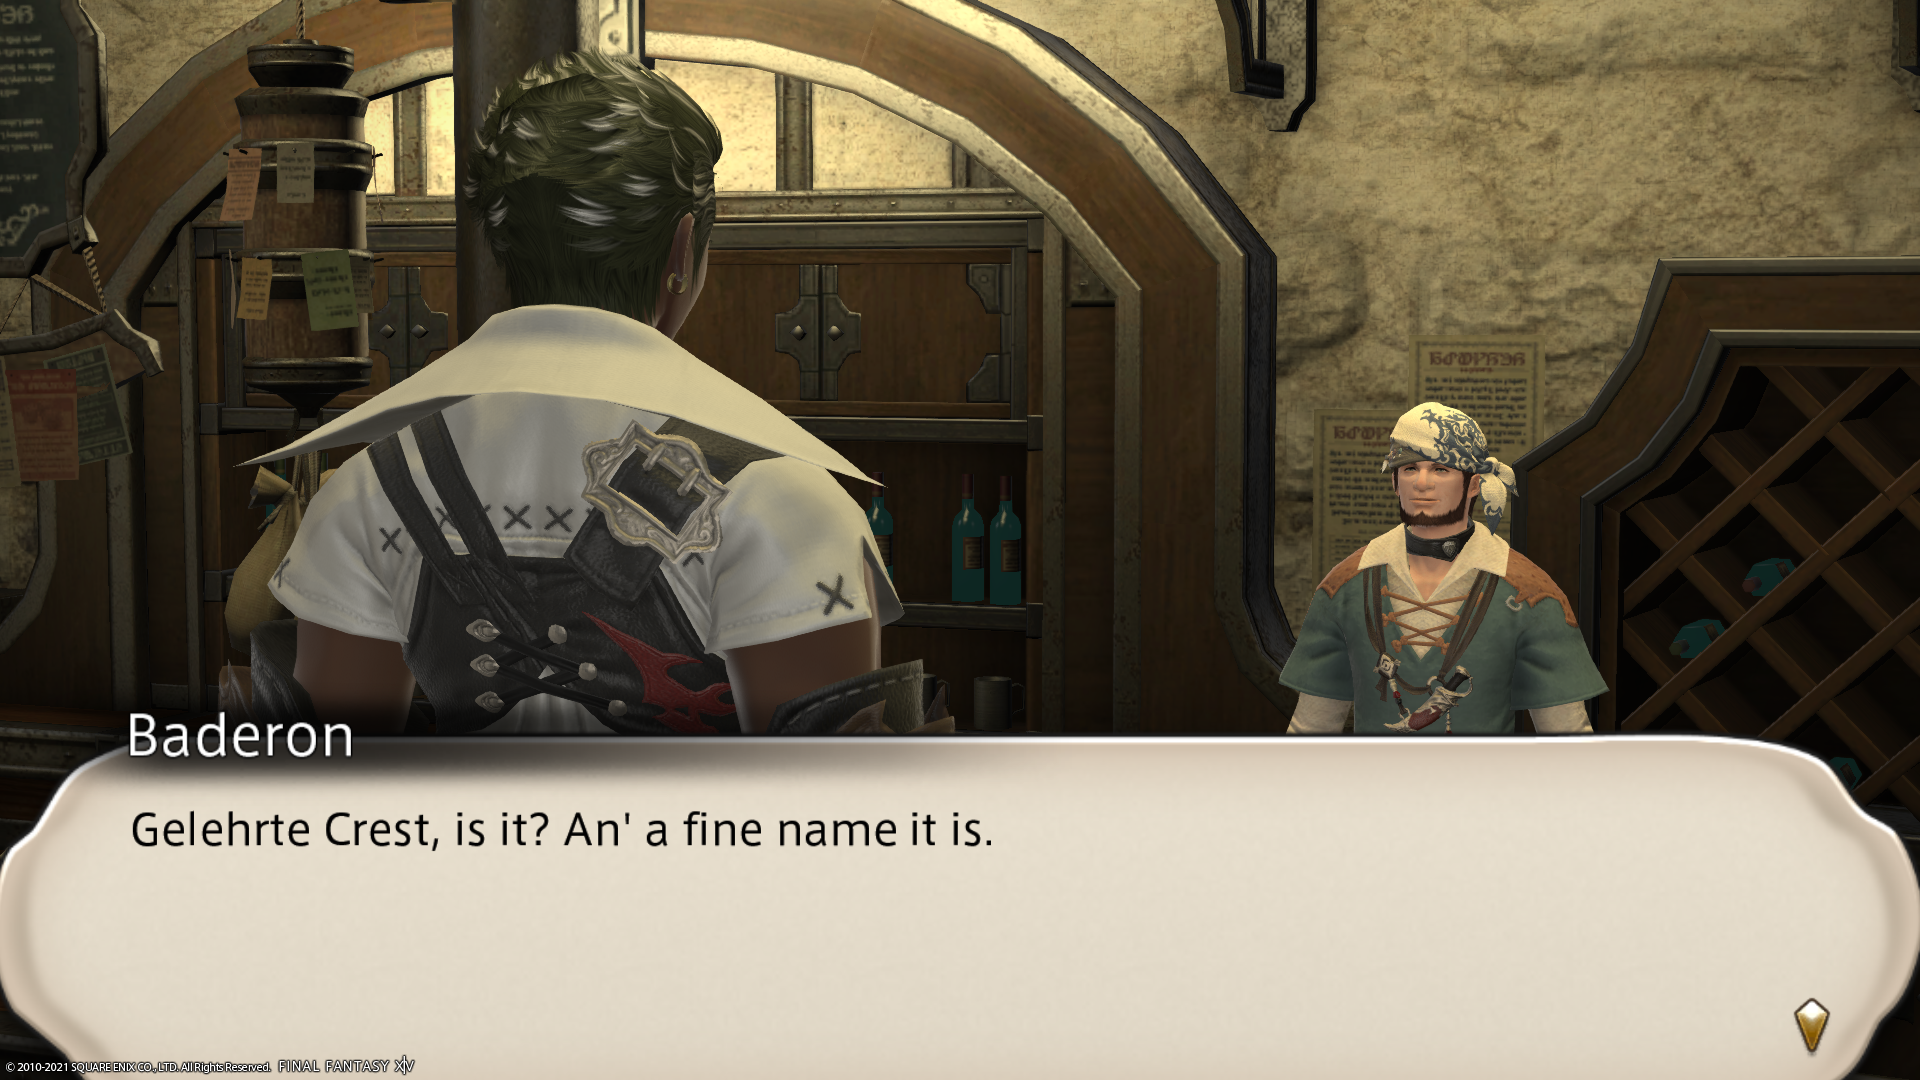 Baderon
Gelehrte Crest, is it? An' a fine name it is.
© 2010-2021 SQUARE ENIX CO., LTD. All Rights Reserved. FINAL FANTASY XIV